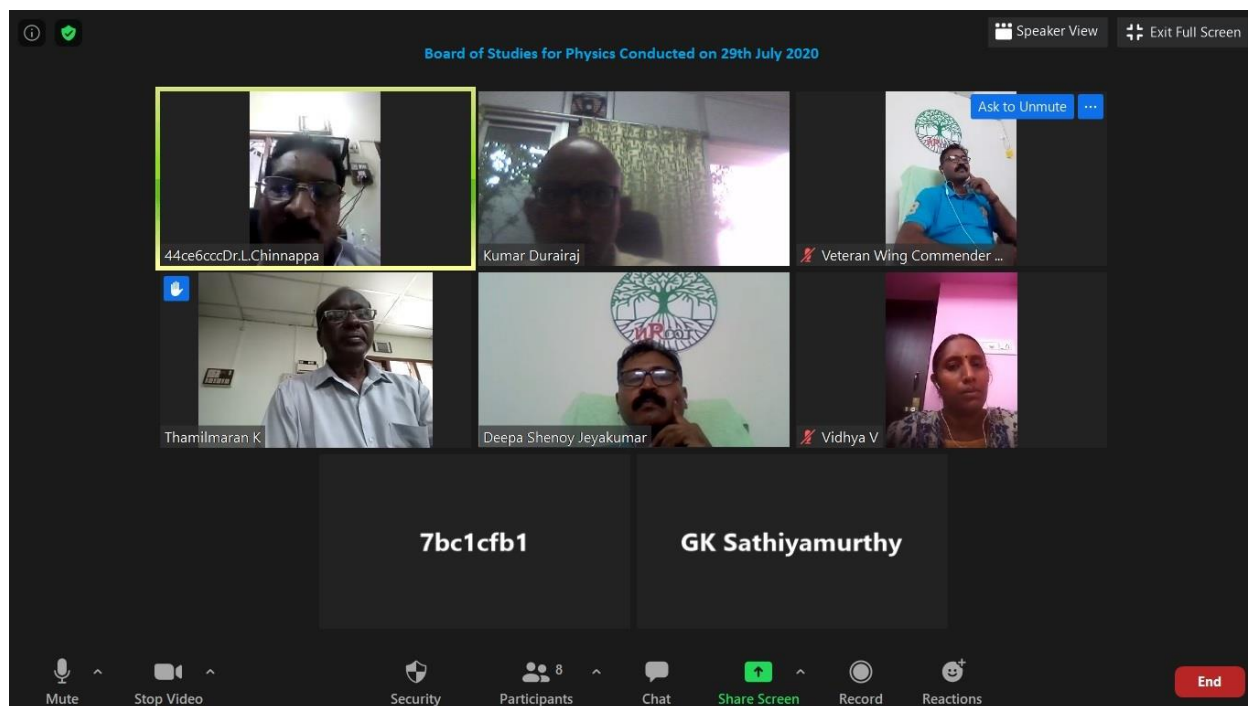 Speaker View
Exit Full Screen
Board of Studies for Physics Conducted on 29th July 2020
Ask to Unmute
44ce6cccDr.L.Chinnappa
Kumar Durairaj
Veteran Wing Commender ...
nRoot
Thamilmaran K
Deepa Shenoy Jeyakumar
Vidhya V
7bc1cfb1
GK Sathiyamurthy
8
Mute
Stop Video
Security
Participants
Chat
Share Screen
Record
Reactions
End